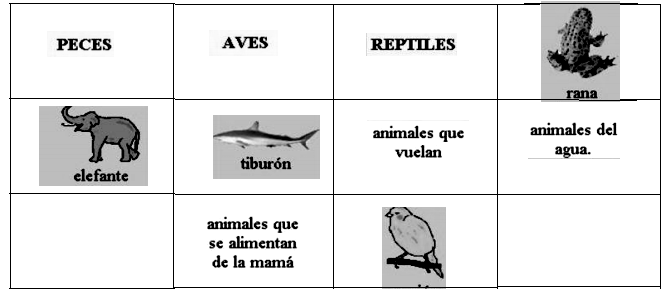 PECES
AVES
REPTILES
rana
elefante
tiburón
animales que
vuelan
animales del
agua.
animales que
se alimentan
de la mamá